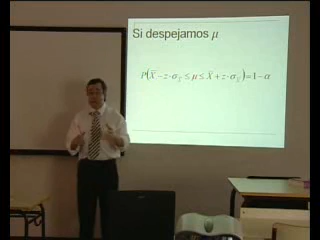 Si despejamos μ
P(X̄ − z·σ_X̄ ≤ μ ≤ X̄ + z·σ_X̄) = 1 − α